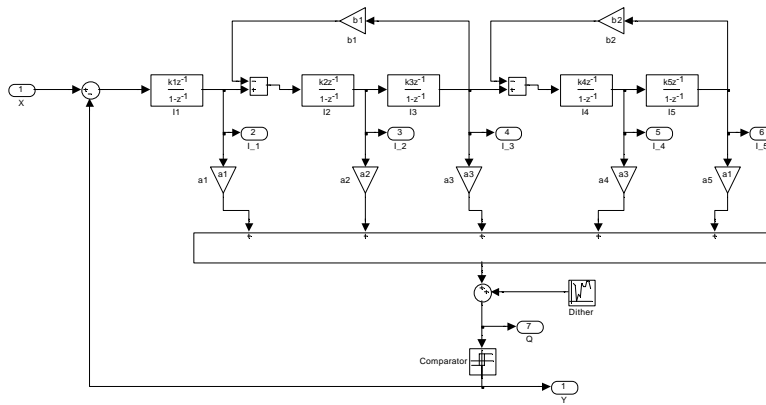 b1
b1
b2
b2
1
X
k1z-1
1-z-1
I1
k2z-1
1-z-1
I2
k3z-1
1-z-1
I3
k4z-1
1-z-1
I4
k5z-1
1-z-1
I5
2
I_1
3
I_2
4
I_3
5
I_4
6
I_5
a1
a1
a2
a2
a3
a3
a4
a3
a5
a1
Dither
7
Q
Comparator
1
Y